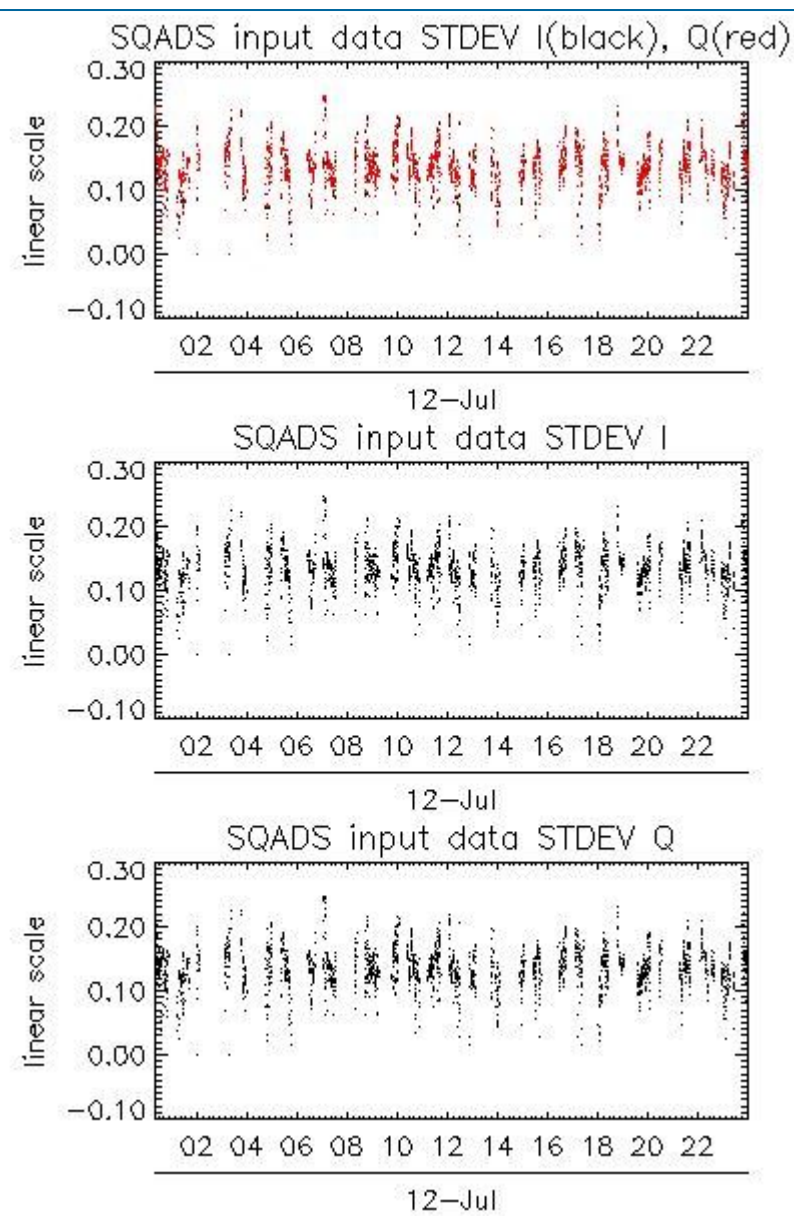 SQADS input data STDEV I(black), Q(red)
0.30
0.20
0.10
0.00
−0.10
linear scale
02 04 06 08 10 12 14 16 18 20 22
12−Jul
SQADS input data STDEV I
0.30
0.20
0.10
0.00
−0.10
linear scale
02 04 06 08 10 12 14 16 18 20 22
12−Jul
SQADS input data STDEV Q
0.30
0.20
0.10
0.00
−0.10
linear scale
02 04 06 08 10 12 14 16 18 20 22
12−Jul